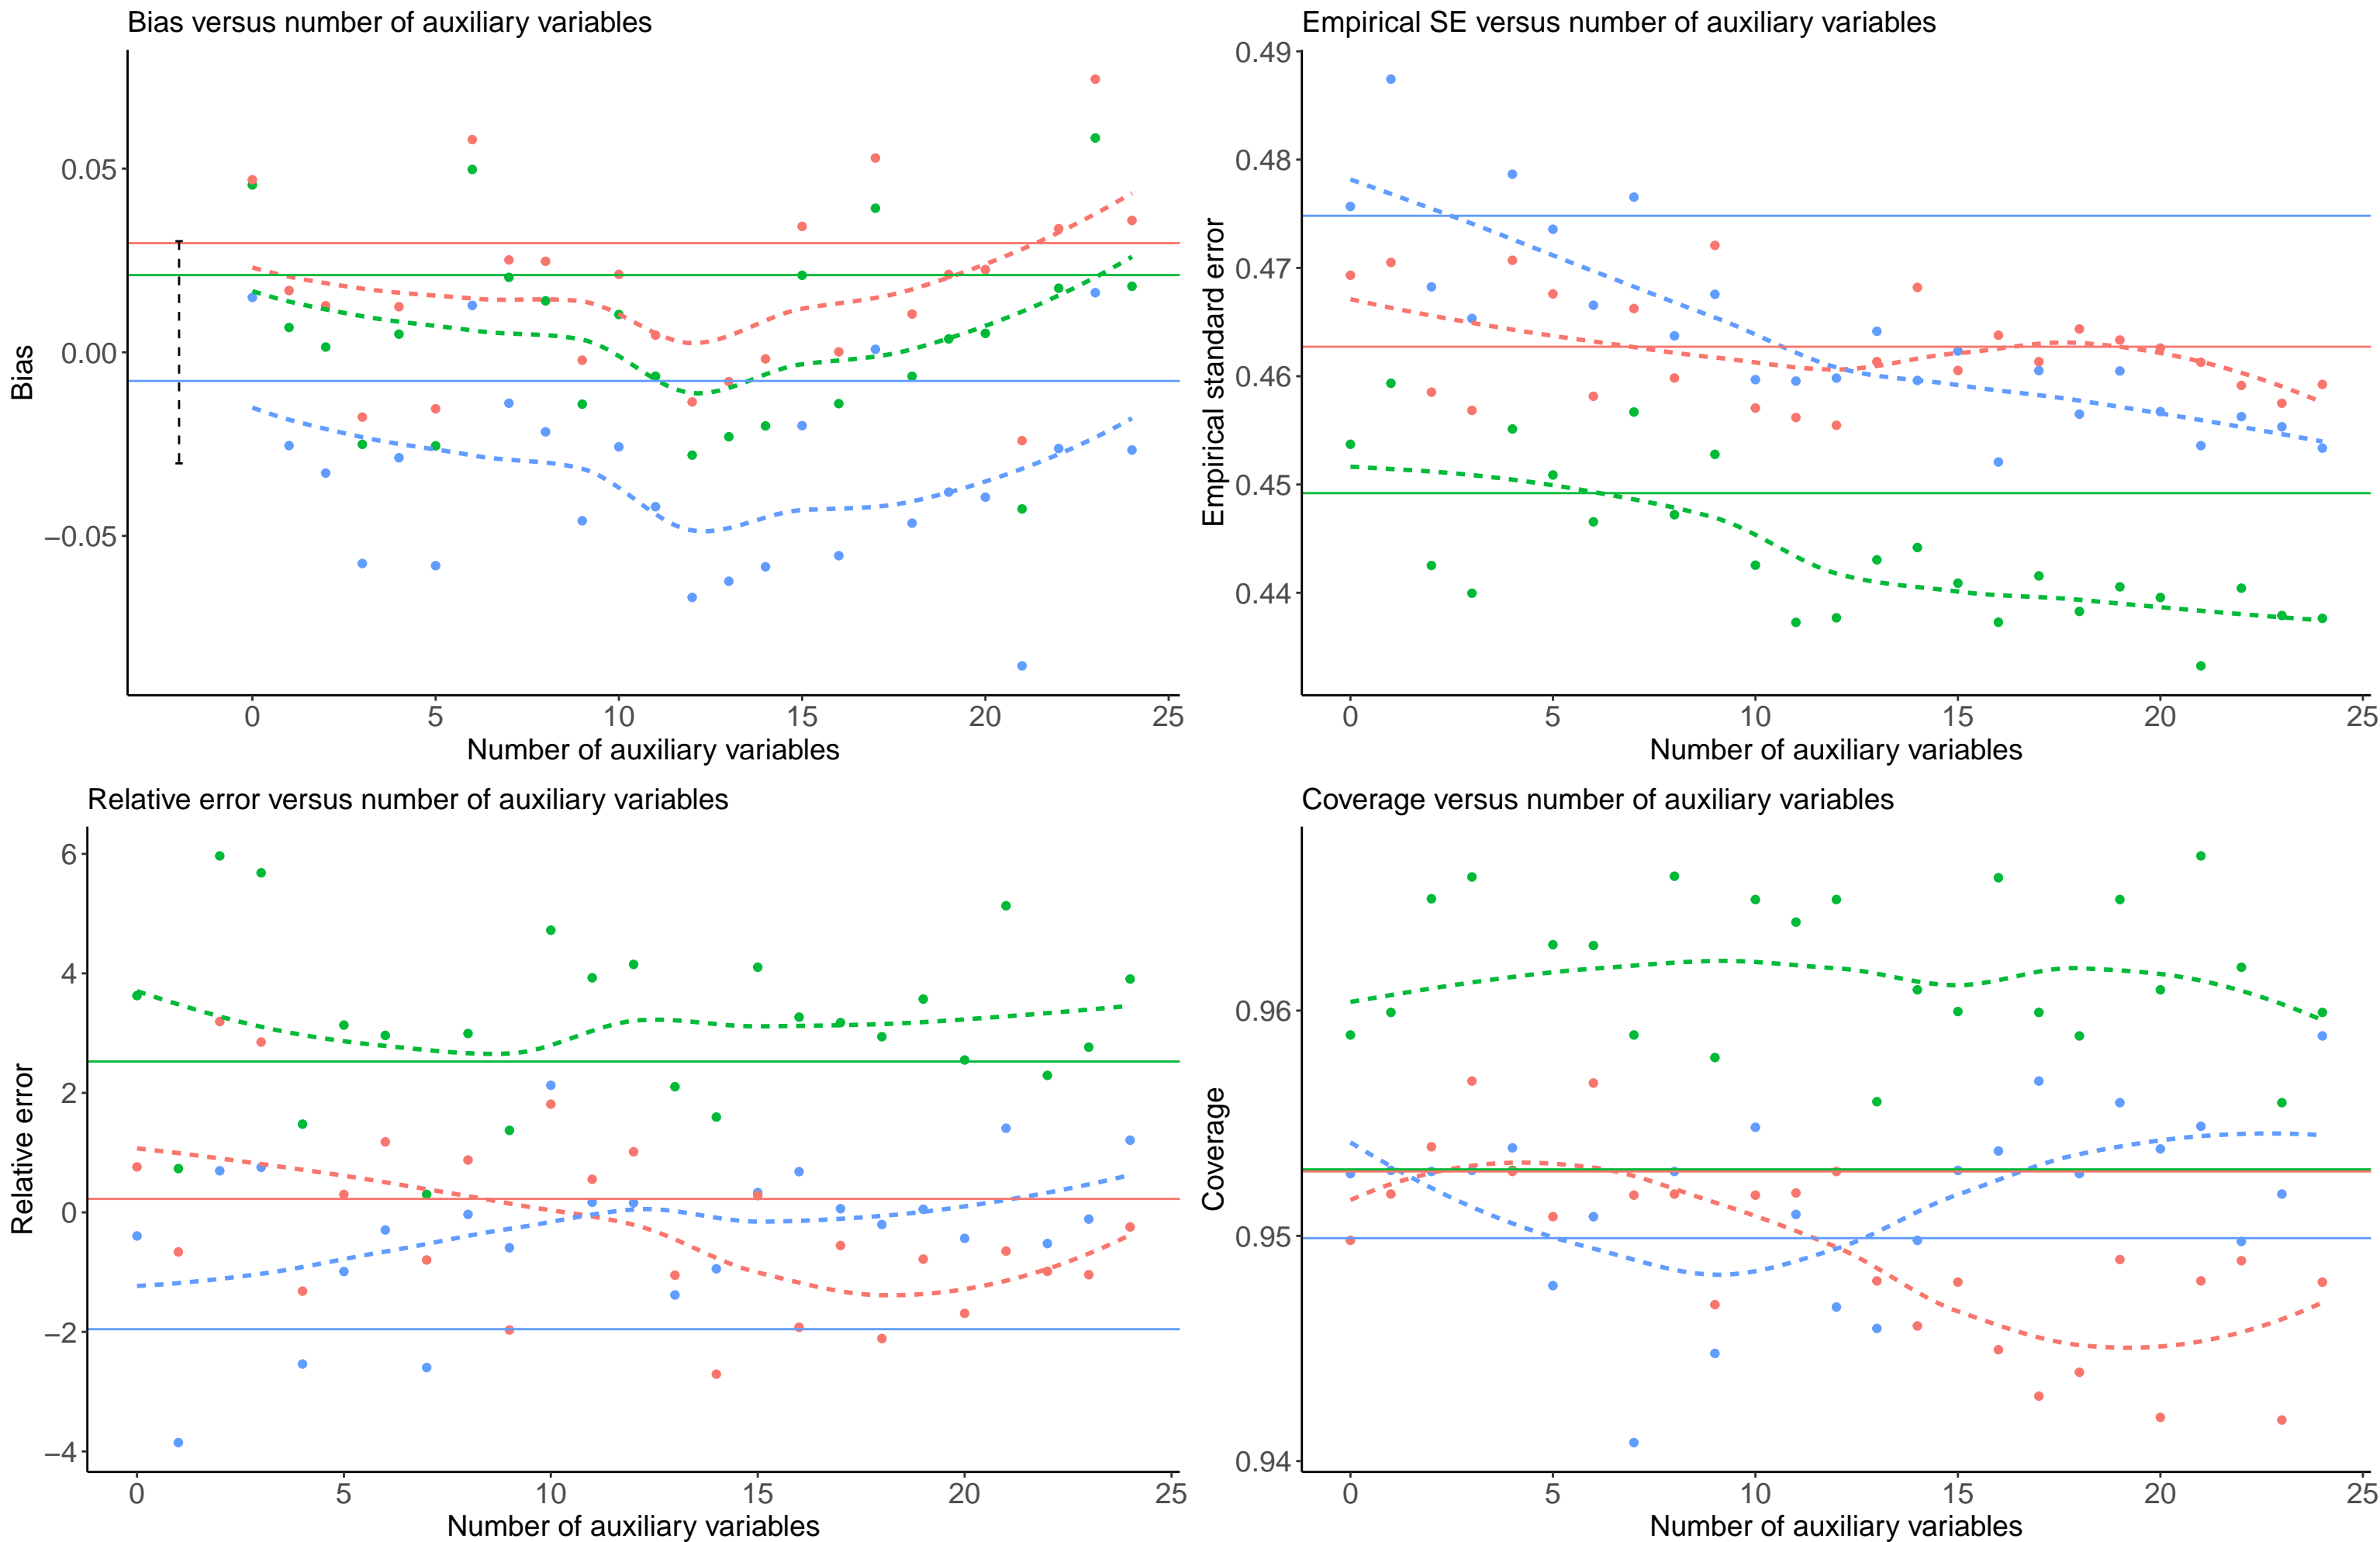 Bias versus number of auxiliary variables
Bias
0.05
0.00
−0.05
0 5 10 15 20 25
Number of auxiliary variables
Empirical SE versus number of auxiliary variables
Empirical standard error
0.49
0.48
0.47
0.46
0.45
0.44
0 5 10 15 20 25
Number of auxiliary variables
Relative error versus number of auxiliary variables
Relative error
6
4
2
0
−2
−4
0 5 10 15 20 25
Number of auxiliary variables
Coverage versus number of auxiliary variables
Coverage
0.96
0.95
0.94
0 5 10 15 20 25
Number of auxiliary variables